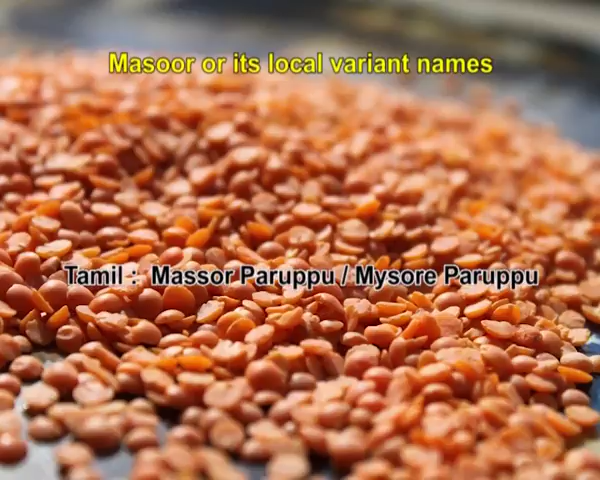 Masoor or its local variant names
Tamil :  Massor Paruppu / Mysore Paruppu